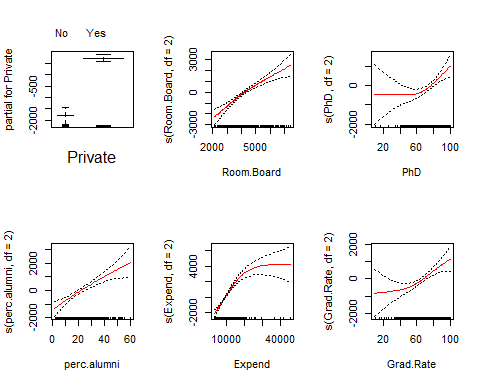 No Yes
partial for Private
-500
-2000
Private
s(Room.Board, df = 2)
3000
0
-3000
2000 5000
Room.Board
s(PhD, df = 2)
1000
0
-2000
20 60 100
PhD
s(perc.alumni, df = 2)
2000
0
-2000
0 20 40 60
perc.alumni
s(Expend, df = 2)
4000
0
10000 40000
Expend
s(Grad.Rate, df = 2)
2000
0
-2000
20 60 100
Grad.Rate